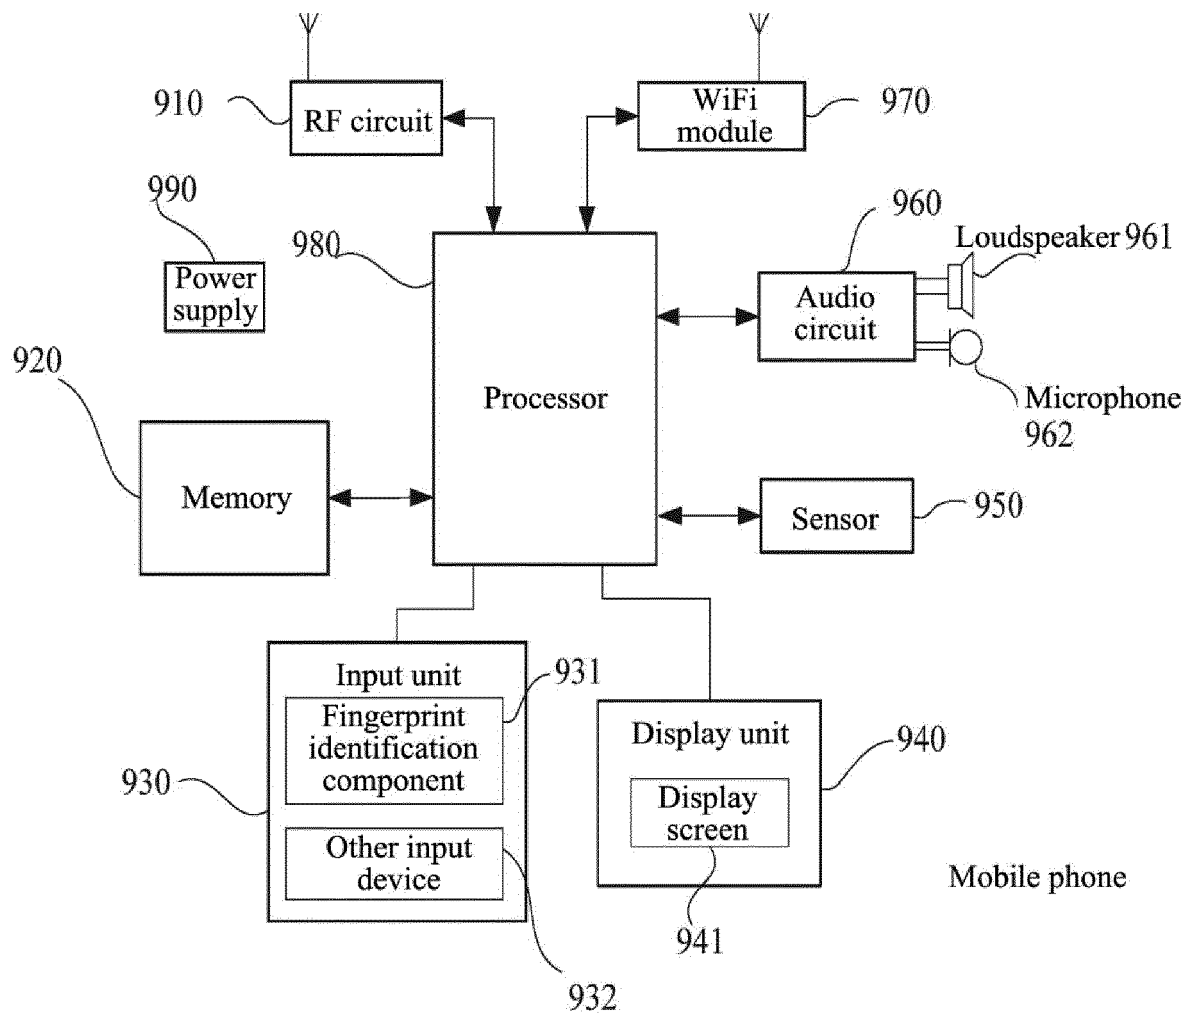 910
RF circuit
WiFi
module
970
990
Power
supply
980
960
Loudspeaker 961
Audio
circuit
920
Processor
Microphone
962
Memory
Sensor
950
Input unit
931
Fingerprint
identification
component
930
Other input
device
932
Display unit
940
Display
screen
941
Mobile phone